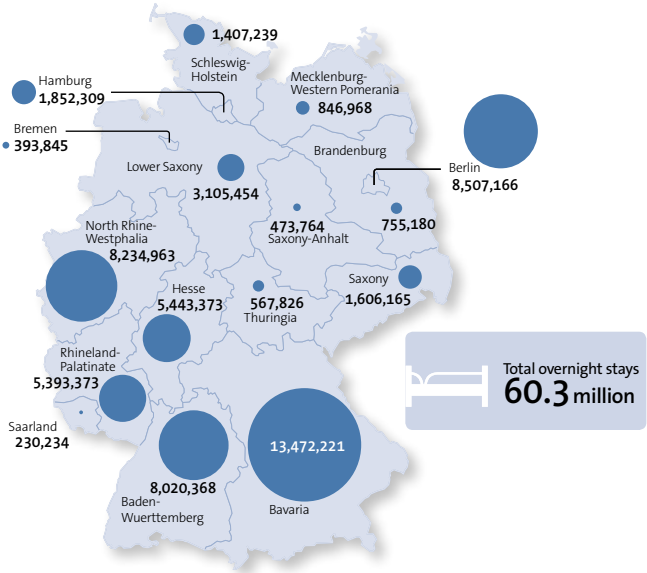 1,407,239
Schleswig-
Holstein
Hamburg
1,852,309
Mecklenburg-
Western Pomerania
846,968
Bremen
393,845
Brandenburg
Lower Saxony
3,105,454
Berlin
8,507,166
473,764
Saxony-Anhalt
755,180
North Rhine-
Westphalia
8,234,963
Hesse
5,443,373
567,826
Thuringia
Saxony
1,606,165
Rhineland-
Palatinate
5,393,373
Saarland
230,234
8,020,368
Baden-
Wuerttemberg
13,472,221
Bavaria
Total overnight stays
60.3 million